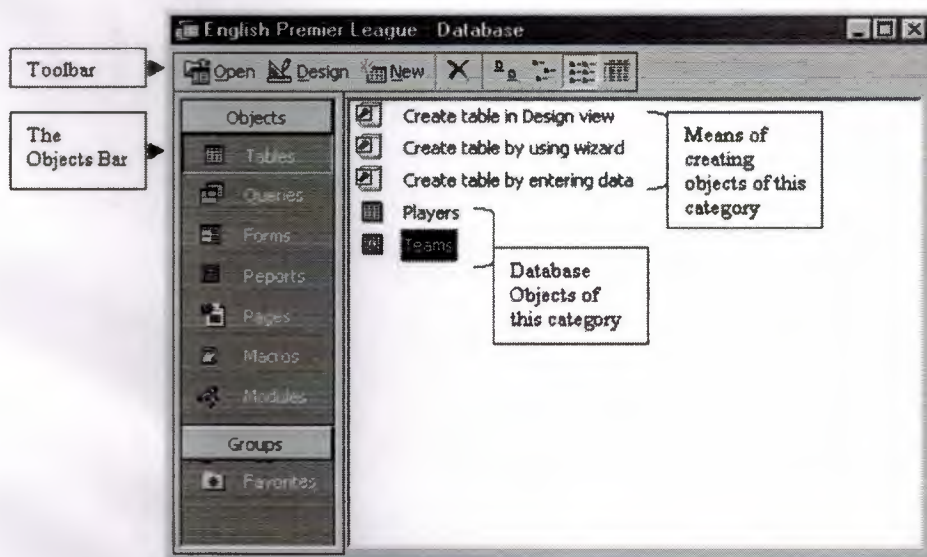 English Premier League : Database
Toolbar
Open Design New
The
Objects Bar
Objects
Tables
Queries
Forms
Reports
Pages
Macros
Modules
Groups
Favorites
Create table in Design view
Create table by using wizard
Create table by entering data
Players
Teams
Means of
creating
objects of this
category
Database
Objects of
this category